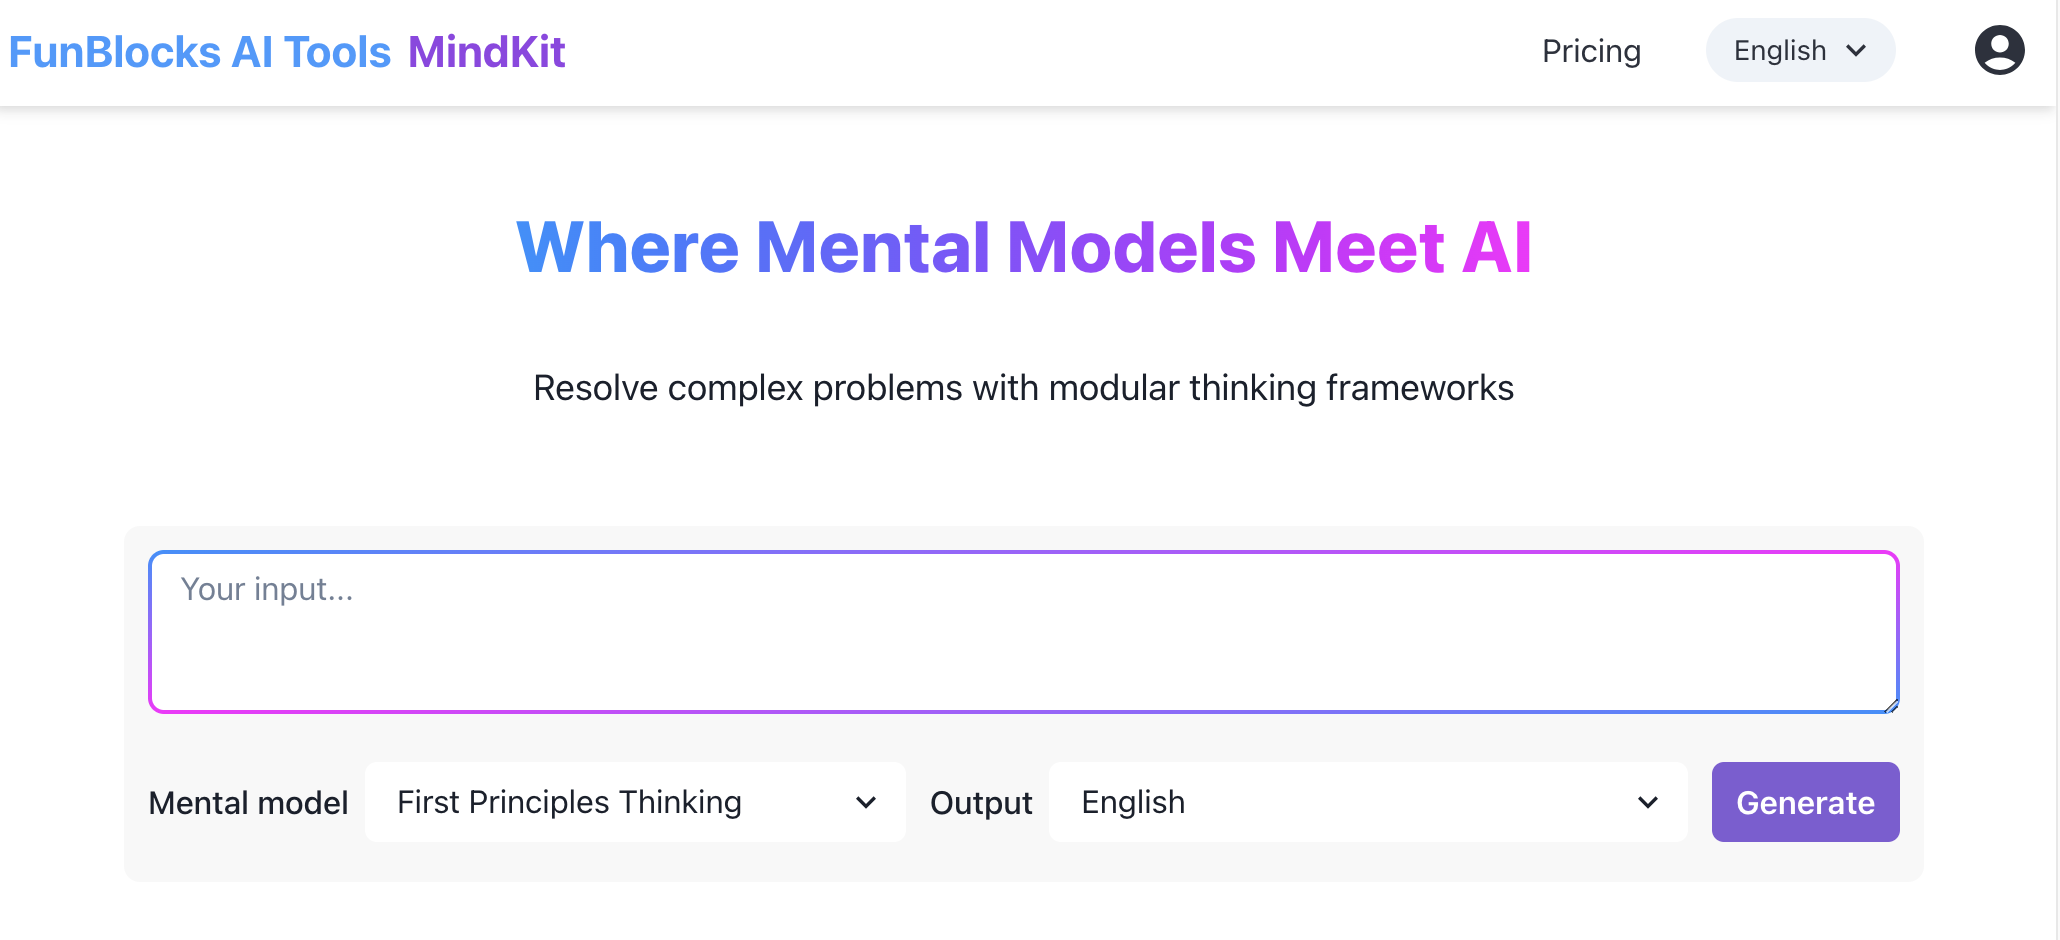 FunBlocks AI Tools MindKit
Pricing
English
Where Mental Models Meet AI
Resolve complex problems with modular thinking frameworks
Your input...
Mental model
First Principles Thinking
Output
English
Generate